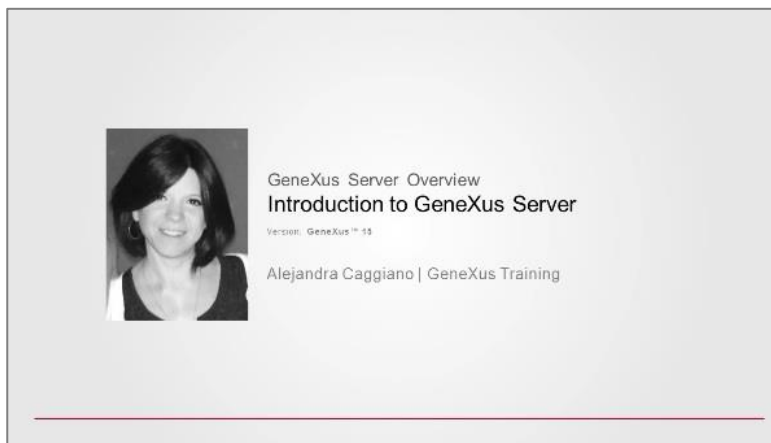 GeneXus Server Overview
Introduction to GeneXus Server
Version: GeneXus™ 15
Alejandra Caggiano | GeneXus Training